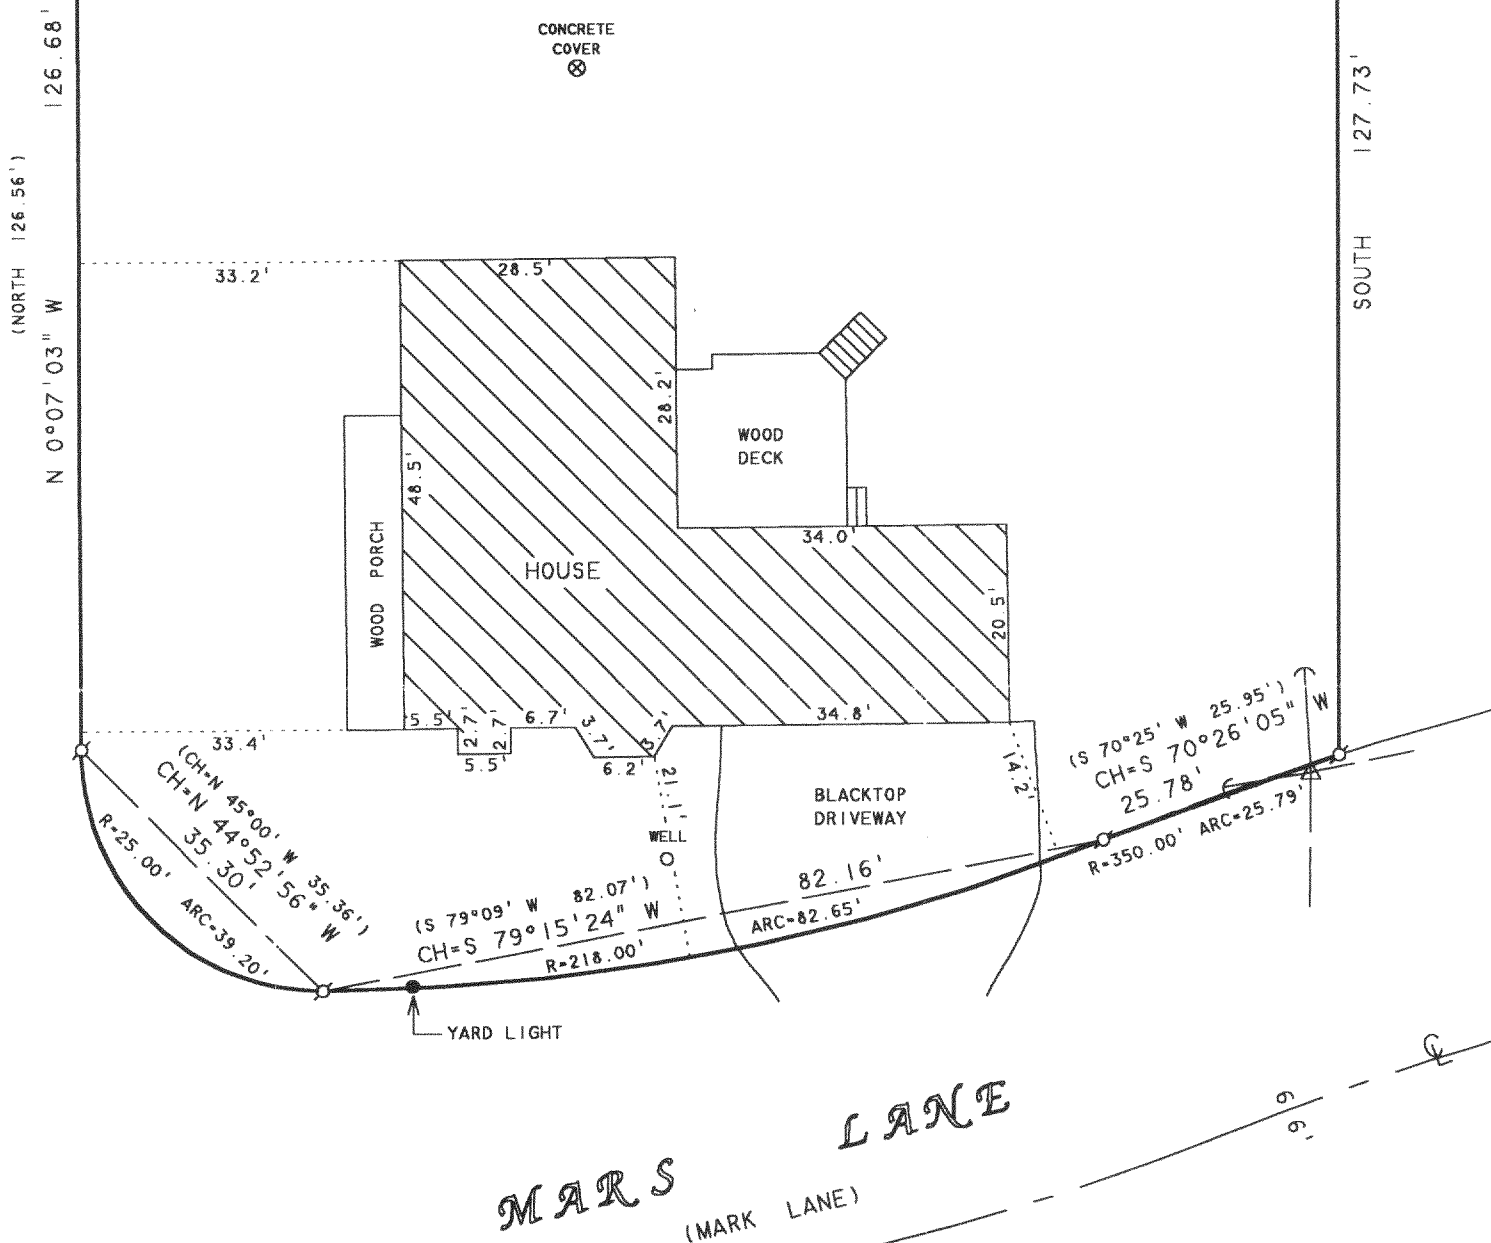 126.68'
CONCRETE
COVER
127.73'
(NORTH 126.56')
N 0°07'03" W
SOUTH
33.2'
28.5'
28.2'
WOOD
DECK
48.5'
WOOD PORCH
HOUSE
34.0'
20.5'
33.4'
5.5'
2.7'
2.7'
5.5'
6.7'
3.7'
6.2'
3.7'
34.8'
21.1'
14.2'
WELL
BLACKTOP
DRIVEWAY
(S 70°25' W 25.95')
CH=S 70°26'05" W
25.78'
R=350.00' ARC=25.79'
(CH=N 45°00' W 35.36')
CH=N 44°52'56" W
35.30'
R=25.00' ARC=39.20'
82.16'
(S 79°09' W 82.07')
CH=S 79°15'24" W
R=218.00' ARC=82.65'
YARD LIGHT
66'
MARS LANE
(MARK LANE)